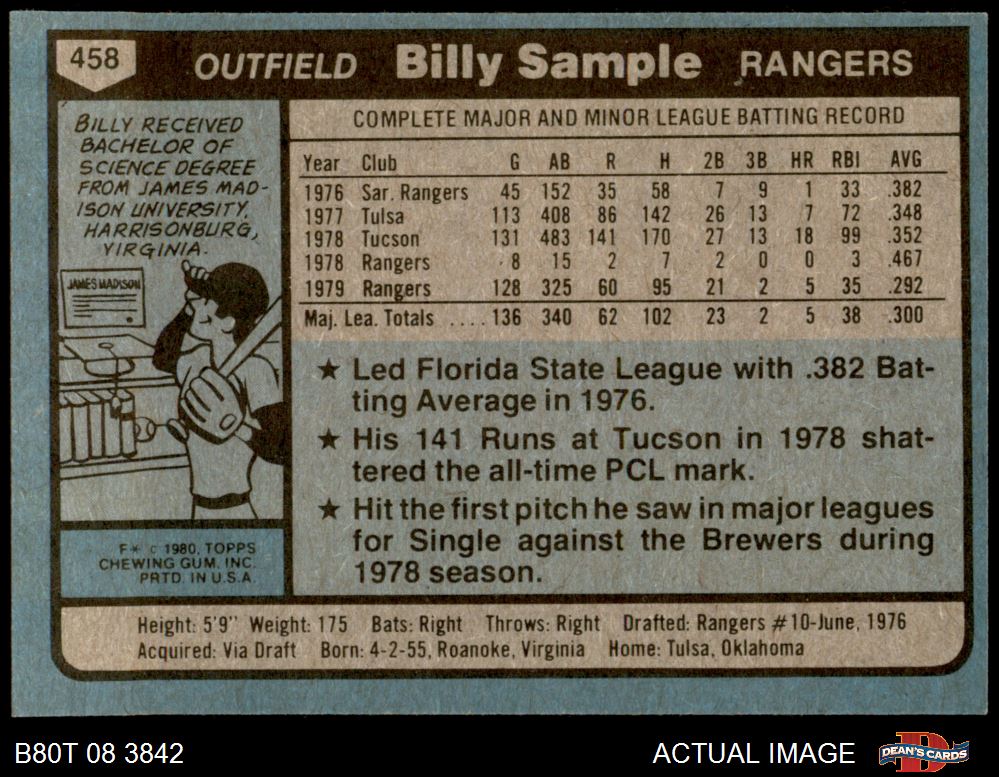 458 OUTFIELD Billy Sample RANGERS
BILLY RECEIVED
BACHELOR OF
SCIENCE DEGREE
FROM JAMES MAD-
ISON UNIVERSITY,
HARRISONBURG,
VIRGINIA.
JAMES MADISON
F✳ © 1980, TOPPS
CHEWING GUM, INC.
PRTD. IN U.S.A.
COMPLETE MAJOR AND MINOR LEAGUE BATTING RECORD
Year Club G AB R H 2B 3B HR RBI AVG
1976 Sar. Rangers 45 152 35 58 7 9 1 33 .382
1977 Tulsa 113 408 86 142 26 13 7 72 .348
1978 Tucson 131 483 141 170 27 13 18 99 .352
1978 Rangers 8 15 2 7 2 0 0 3 .467
1979 Rangers 128 325 60 95 21 2 5 35 .292
Maj. Lea. Totals .... 136 340 62 102 23 2 5 38 .300
★ Led Florida State League with .382 Bat-
ting Average in 1976.
★ His 141 Runs at Tucson in 1978 shat-
tered the all-time PCL mark.
★ Hit the first pitch he saw in major leagues
for Single against the Brewers during
1978 season.
Height: 5'9" Weight: 175 Bats: Right Throws: Right Drafted: Rangers #10-June, 1976
Acquired: Via Draft Born: 4-2-55, Roanoke, Virginia Home: Tulsa, Oklahoma
B80T 08 3842 ACTUAL IMAGE D DEAN'S CARDS